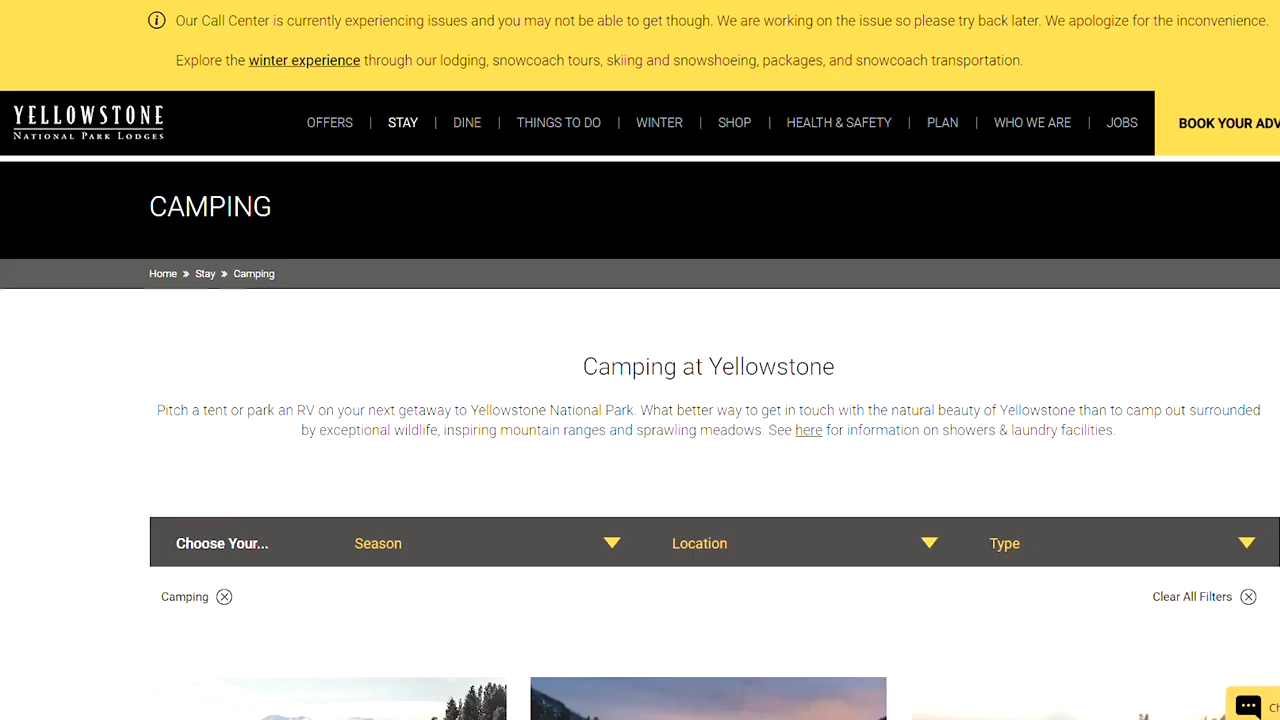 Our Call Center is currently experiencing issues and you may not be able to get though. We are working on the issue so please try back later. We apologize for the inconvenience.
Explore the winter experience through our lodging, snowcoach tours, skiing and snowshoeing, packages, and snowcoach transportation.
YELLOWSTONE
NATIONAL PARK LODGES
OFFERS | STAY | DINE | THINGS TO DO | WINTER | SHOP | HEALTH & SAFETY | PLAN | WHO WE ARE | JOBS
BOOK YOUR ADV
CAMPING
Home » Stay » Camping
Camping at Yellowstone
Pitch a tent or park an RV on your next getaway to Yellowstone National Park. What better way to get in touch with the natural beauty of Yellowstone than to camp out surrounded
by exceptional wildlife, inspiring mountain ranges and sprawling meadows. See here for information on showers & laundry facilities.
Choose Your... Season Location Type
Camping Clear All Filters
Ch